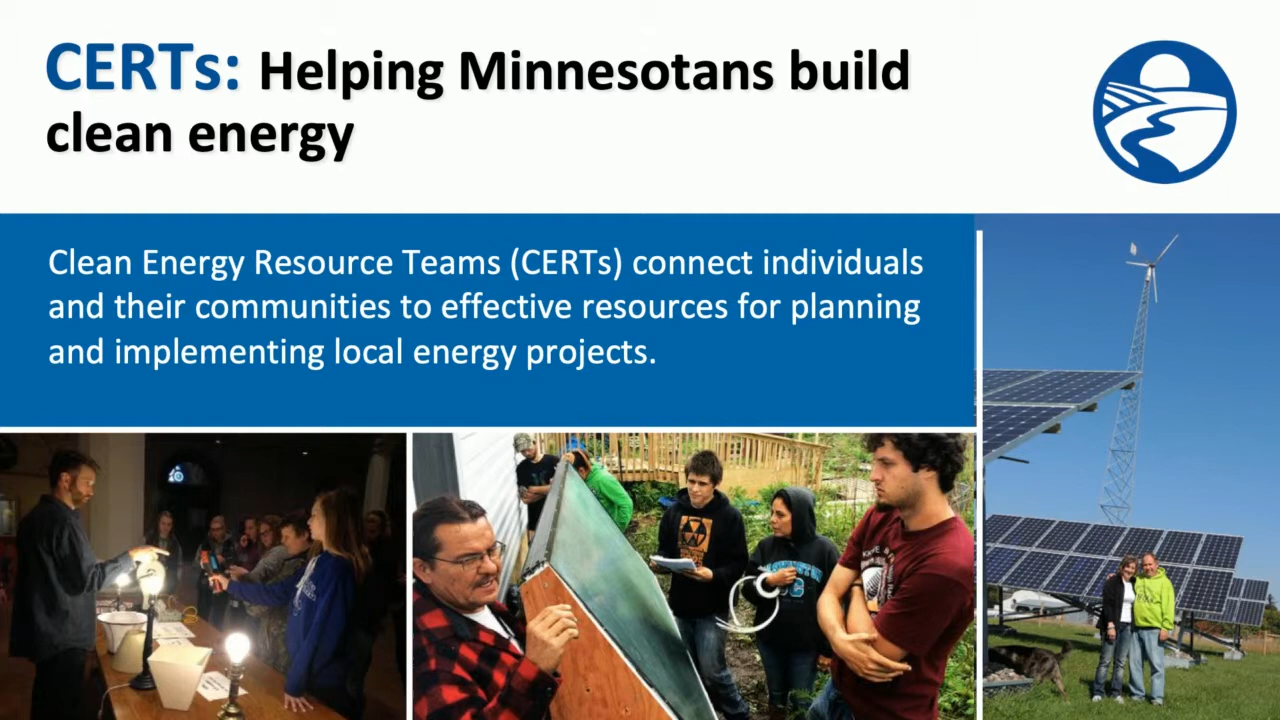 CERTs: Helping Minnesotans build
clean energy
Clean Energy Resource Teams (CERTs) connect individuals
and their communities to effective resources for planning
and implementing local energy projects.